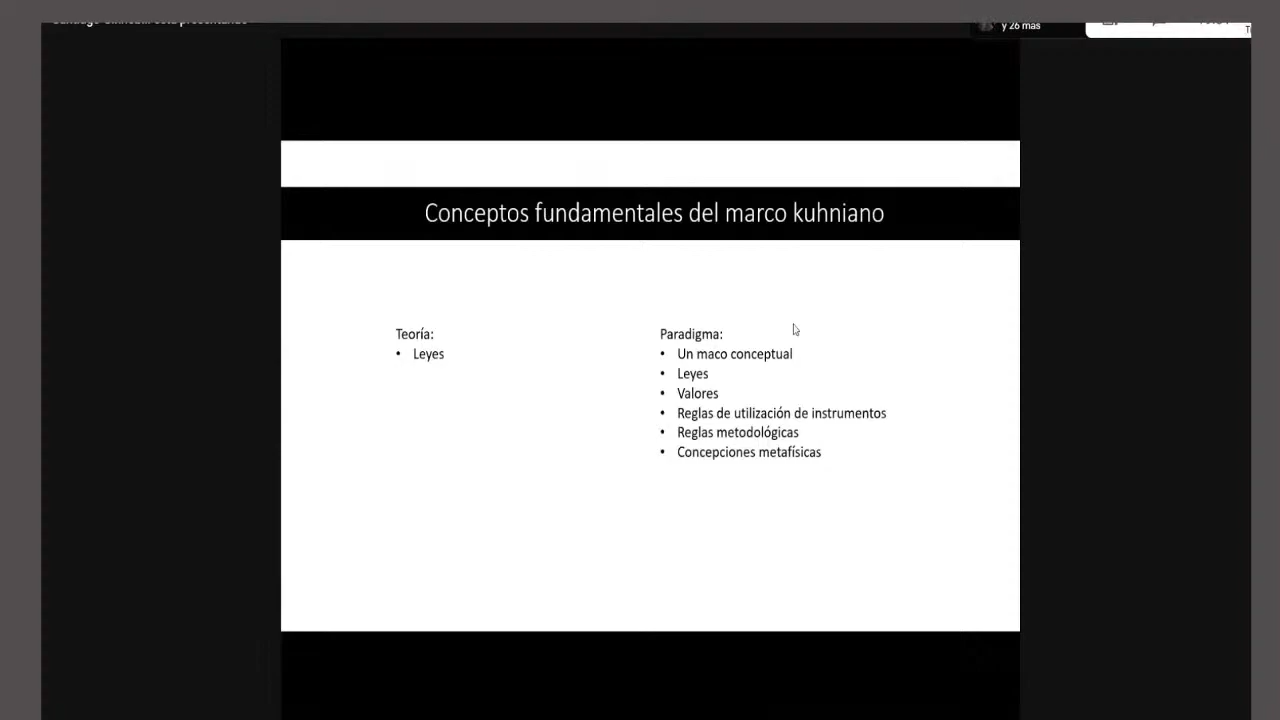 y 26 más
Conceptos fundamentales del marco kuhniano
Teoría:
• Leyes
Paradigma:
• Un maco conceptual
• Leyes
• Valores
• Reglas de utilización de instrumentos
• Reglas metodológicas
• Concepciones metafísicas